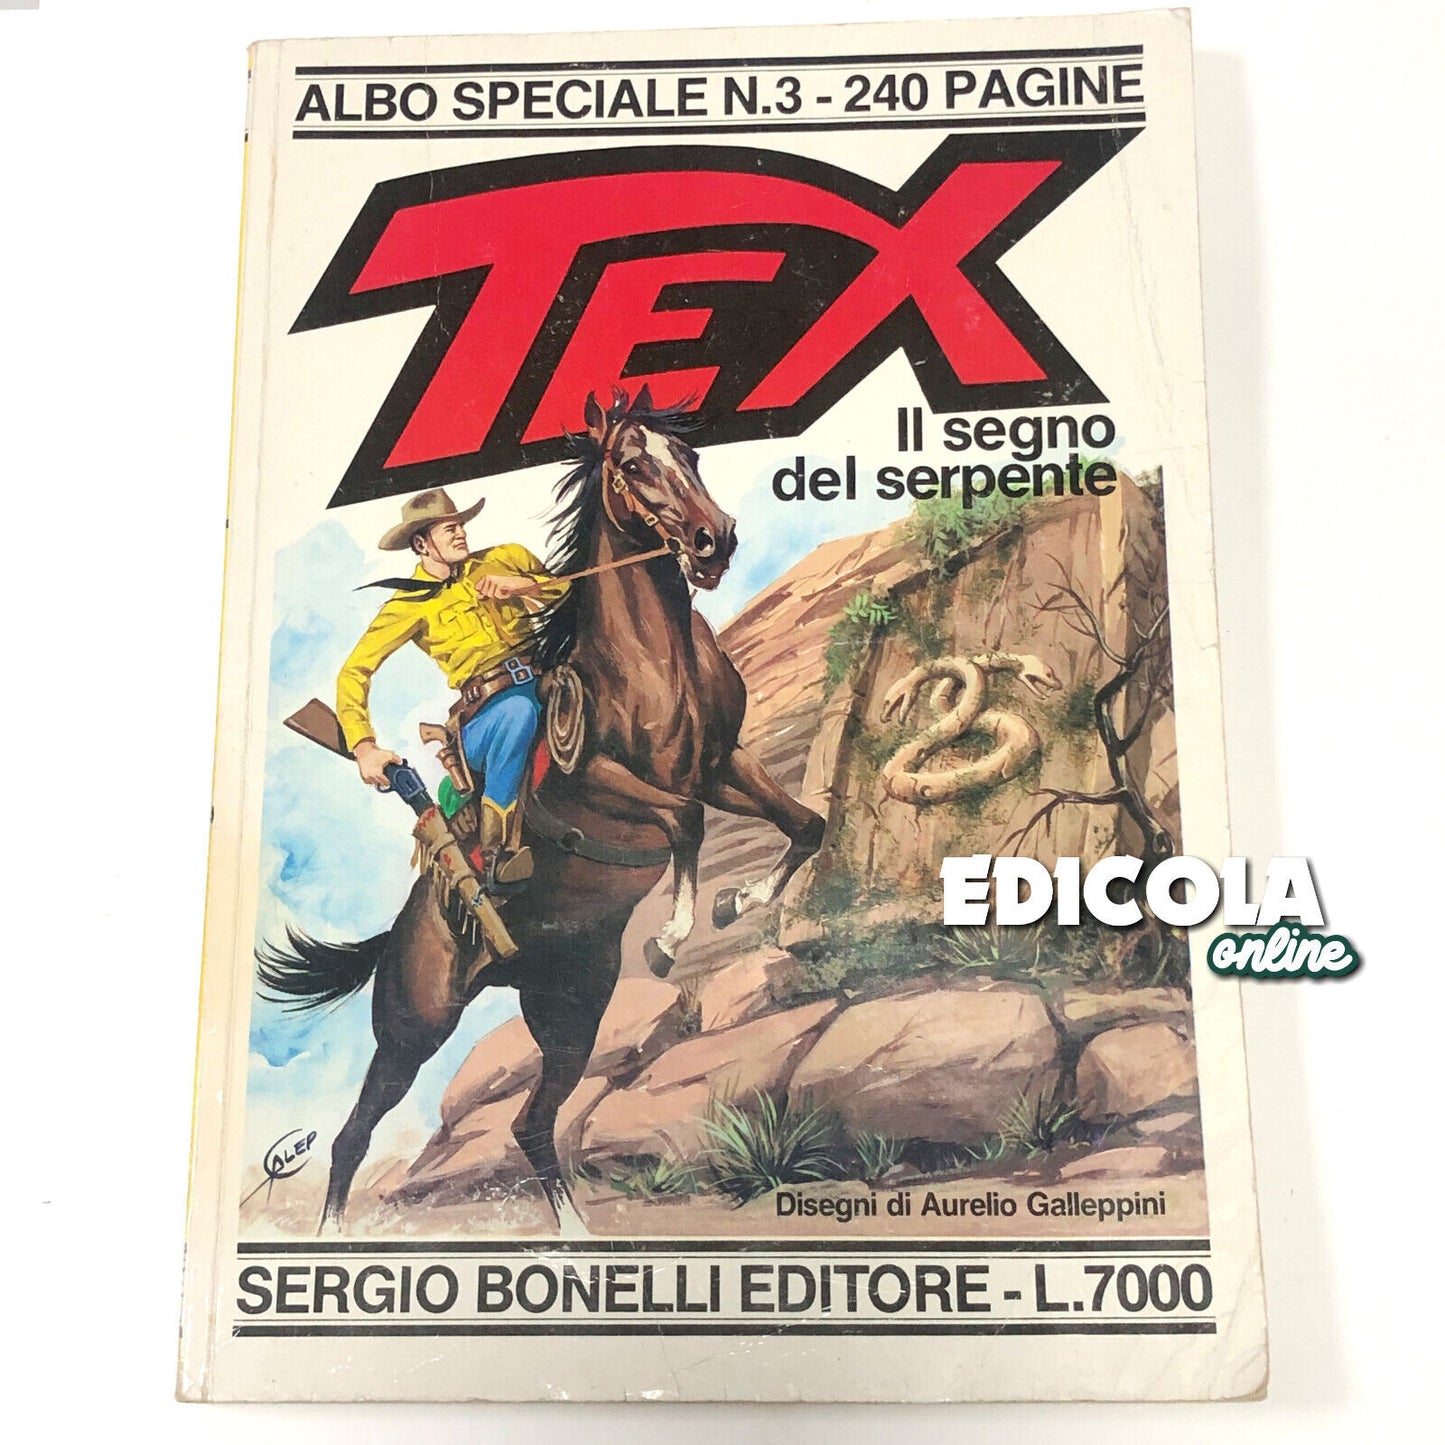 ALBO SPECIALE N.3 - 240 PAGINE
TEX
Il segno
del serpente
EDICOLA
online
GALEP
Disegni di Aurelio Galleppini
SERGIO BONELLI EDITORE - L.7000